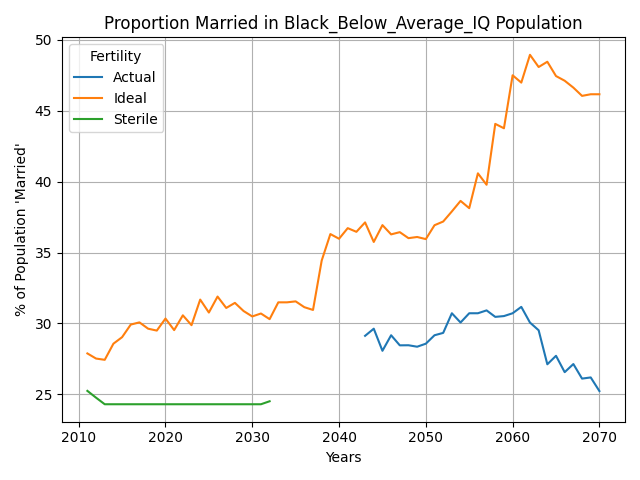 Proportion Married in Black_Below_Average_IQ Population
Fertility
Actual
Ideal
Sterile
% of Population 'Married'
50
45
40
35
30
25
2010 2020 2030 2040 2050 2060 2070
Years